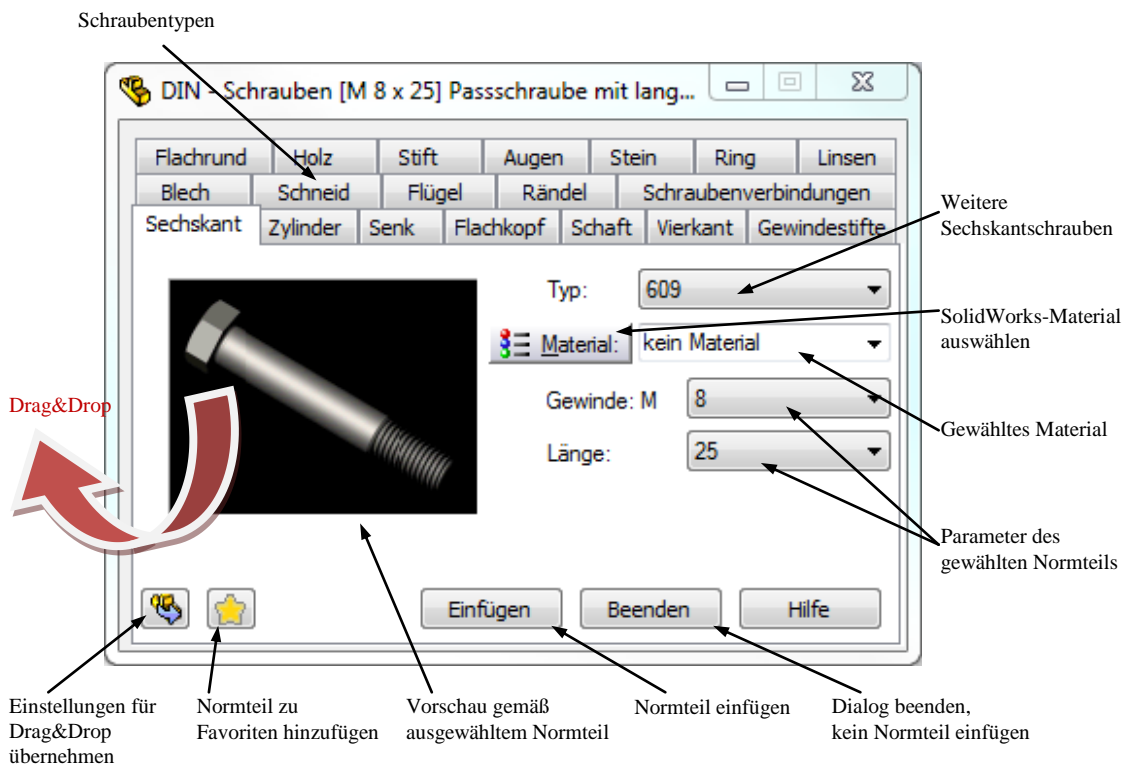 Schraubentypen
DIN - Schrauben [M 8 x 25] Passschraube mit lang...
Flachrund Holz Stift Augen Stein Ring Linsen
Blech Schneid Flügel Rändel Schraubenverbindungen
Sechskant Zylinder Senk Flachkopf Schaft Vierkant Gewindestifte
Weitere
Sechskantschrauben
Typ: 609
SolidWorks-Material
auswählen
Material: kein Material
Drag&Drop
Gewinde: M 8
Gewähltes Material
Länge: 25
Parameter des
gewählten Normteils
Einfügen Beenden Hilfe
Einstellungen für
Drag&Drop
übernehmen
Normteil zu
Favoriten hinzufügen
Vorschau gemäß
ausgewähltem Normteil
Normteil einfügen
Dialog beenden,
kein Normteil einfügen